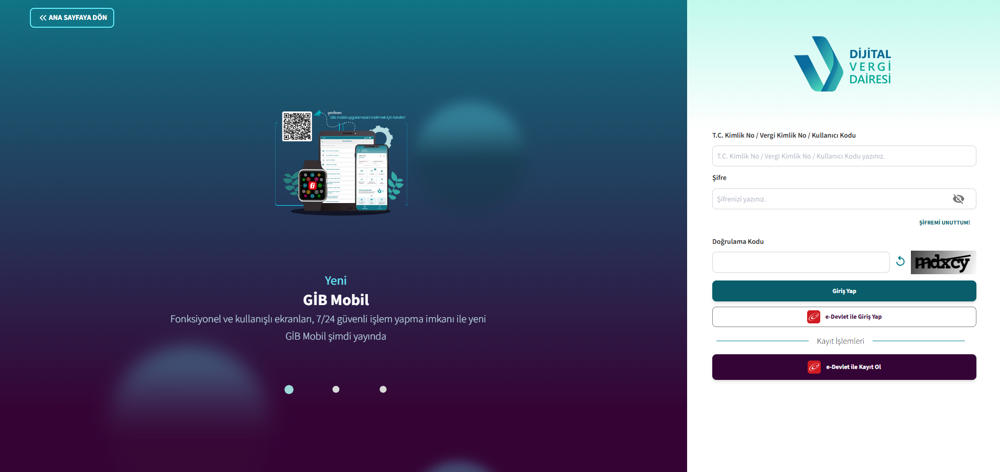 ANA SAYFAYA DÖN
yenilenen
Gib mobil uygulamasını indirmek için taratın!
Yeni
GİB Mobil
Fonksiyonel ve kullanışlı ekranları, 7/24 güvenli işlem yapma imkanı ile yeni
GİB Mobil şimdi yayında
DİJİTAL
VERGİ
DAİRESİ
T.C. Kimlik No / Vergi Kimlik No / Kullanıcı Kodu
T.C. Kimlik No / Vergi Kimlik No / Kullanıcı Kodu yazınız.
Şifre
Şifrenizi yazınız.
ŞİFREMİ UNUTTUM!
Doğrulama Kodu
mdxcy
Giriş Yap
e-Devlet ile Giriş Yap
Kayıt İşlemleri
e-Devlet ile Kayıt Ol